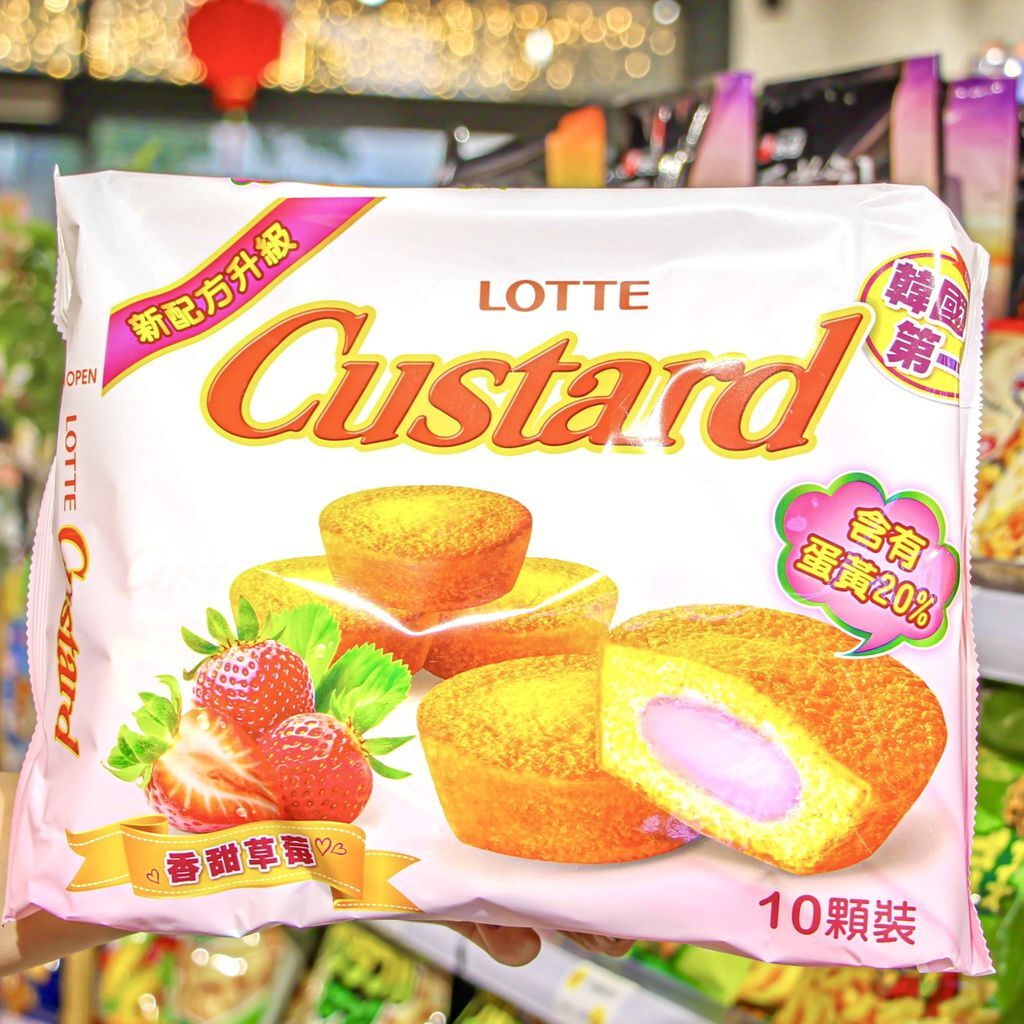 新配方升級
LOTTE
Custard
韓國
第一
OPEN
LOTTE
Custard
含有
蛋黃20%
香甜草莓
10顆裝